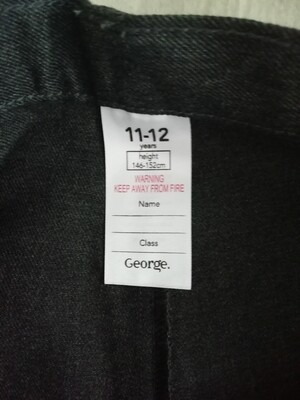 11-12
years
height
146-152cm
WARNING
KEEP AWAY FROM FIRE
Name
Class
George.